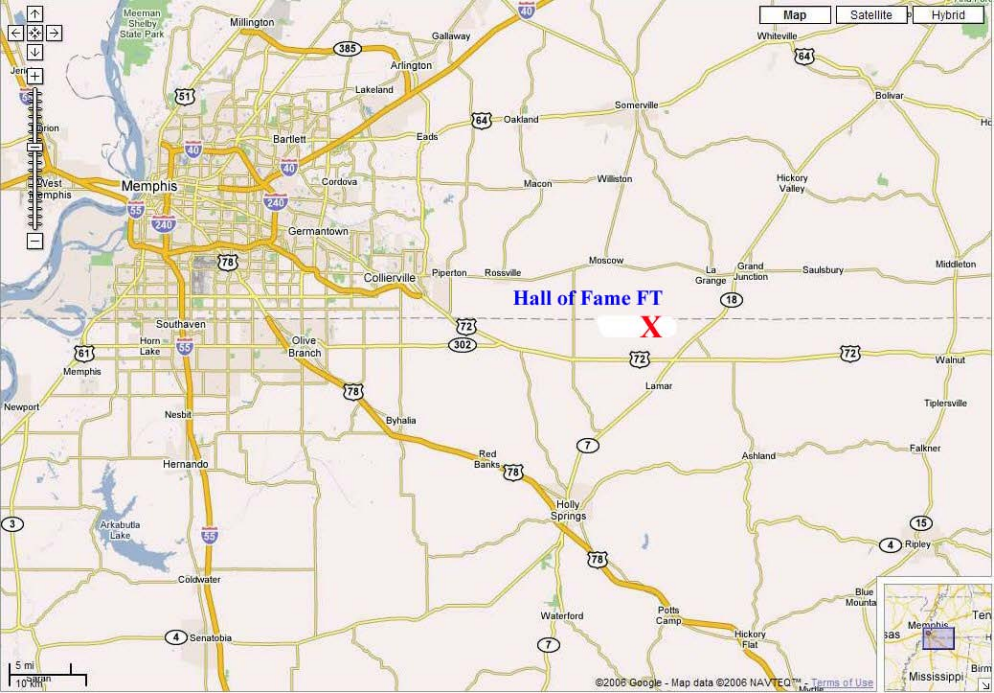 Meeman
Shelby
State Park
Millington
385
Gallaway
40
Map
Satellite
Hybrid
Whiteville
64
Arlington
Lakeland
51
Somerville
Bolivar
64
Oakland
Bartlett
Eads
40
40
West
Memphis
Cordova
Macon
Williston
Hickory
Valley
55
240
240
Germantown
78
Collierville
Piperton
Rossville
Moscow
La
Grange
Grand
Junction
Saulsbury
Middleton
Hall of Fame FT
18
X
Southaven
72
302
Horn
Lake
55
Olive
Branch
61
Memphis
72
72
Walnut
Lamar
78
Newport
Nesbit
Byhalia
Tiplersville
7
Hernando
Red
Banks
78
Ashland
Falkner
Holly
Springs
3
Arkabutla
Lake
55
15
4
Ripley
78
Coldwater
Blue
Mounta
Waterford
Potts
Camp
4
Senatobia
7
Hickory
Flat
Memphis
Ten
sas
Mississippi
Birm
5 mi
10 km
©2006 Google - Map data ©2006 NAVTEQ™ - Terms of Use